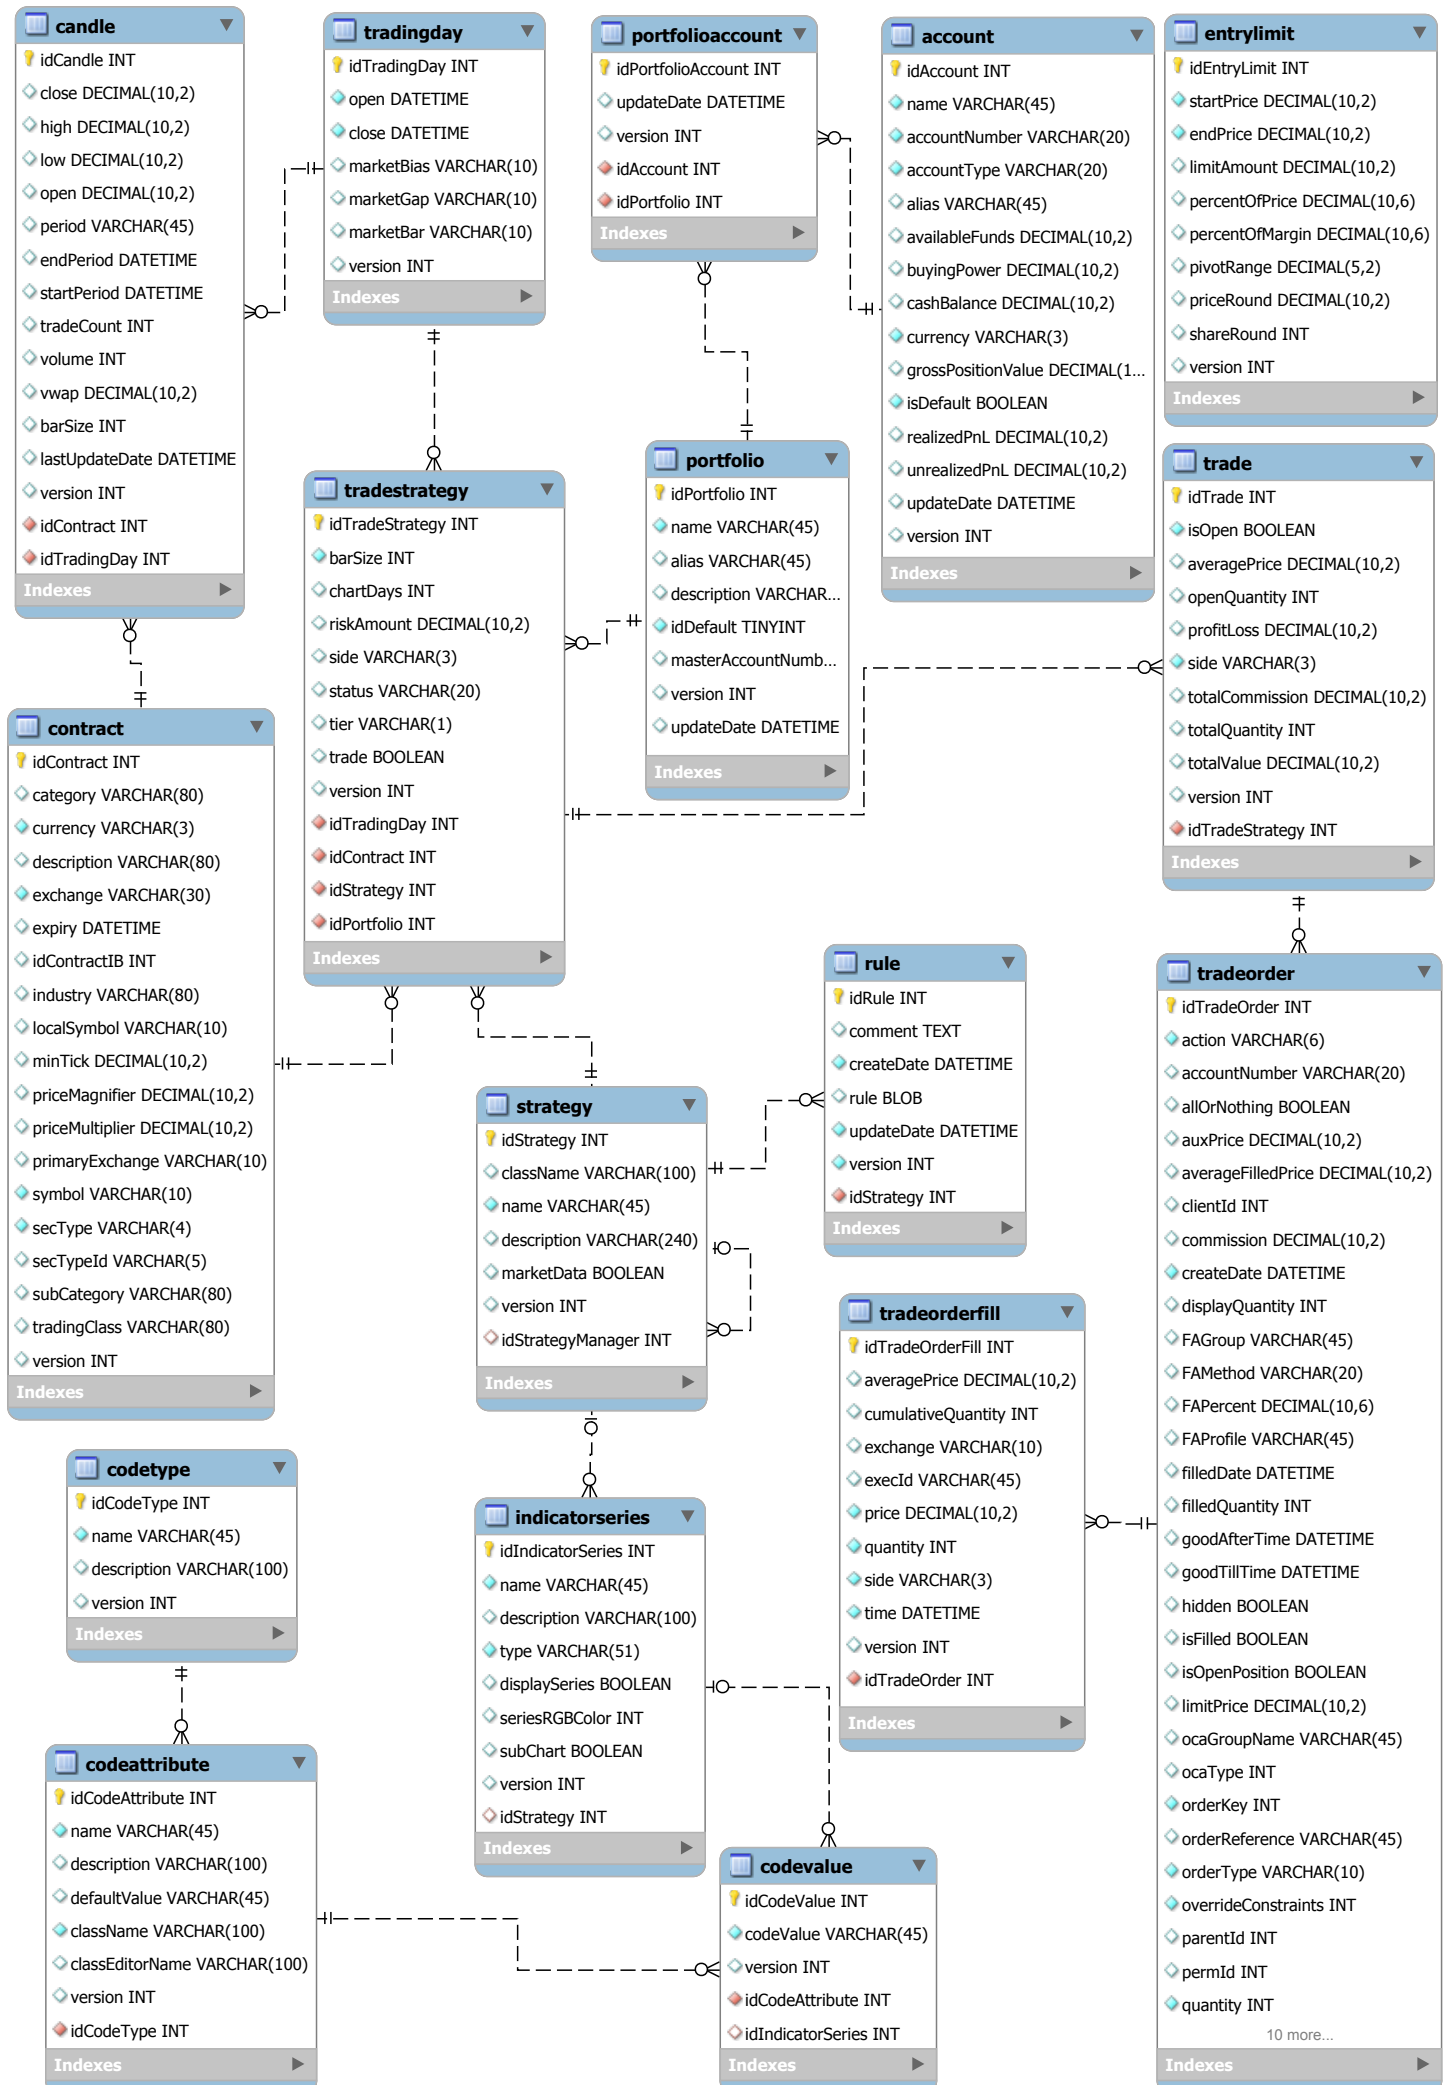 candle
idCandle INT
close DECIMAL(10,2)
high DECIMAL(10,2)
low DECIMAL(10,2)
open DECIMAL(10,2)
period VARCHAR(45)
endPeriod DATETIME
startPeriod DATETIME
tradeCount INT
volume INT
vwap DECIMAL(10,2)
barSize INT
lastUpdateDate DATETIME
version INT
idContract INT
idTradingDay INT
Indexes
tradingday
idTradingDay INT
open DATETIME
close DATETIME
marketBias VARCHAR(10)
marketGap VARCHAR(10)
marketBar VARCHAR(10)
version INT
Indexes
portfolioaccount
idPortfolioAccount INT
updateDate DATETIME
version INT
idAccount INT
idPortfolio INT
Indexes
account
idAccount INT
name VARCHAR(45)
accountNumber VARCHAR(20)
accountType VARCHAR(20)
alias VARCHAR(45)
availableFunds DECIMAL(10,2)
buyingPower DECIMAL(10,2)
cashBalance DECIMAL(10,2)
currency VARCHAR(3)
grossPositionValue DECIMAL(1...
isDefault BOOLEAN
realizedPnL DECIMAL(10,2)
unrealizedPnL DECIMAL(10,2)
updateDate DATETIME
version INT
Indexes
entrylimit
idEntryLimit INT
startPrice DECIMAL(10,2)
endPrice DECIMAL(10,2)
limitAmount DECIMAL(10,2)
percentOfPrice DECIMAL(10,6)
percentOfMargin DECIMAL(10,6)
pivotRange DECIMAL(5,2)
priceRound DECIMAL(10,2)
shareRound INT
version INT
Indexes
tradestrategy
idTradeStrategy INT
barSize INT
chartDays INT
riskAmount DECIMAL(10,2)
side VARCHAR(3)
status VARCHAR(20)
tier VARCHAR(1)
trade BOOLEAN
version INT
idTradingDay INT
idContract INT
idStrategy INT
idPortfolio INT
Indexes
portfolio
idPortfolio INT
name VARCHAR(45)
alias VARCHAR(45)
description VARCHAR...
idDefault TINYINT
masterAccountNumb...
version INT
updateDate DATETIME
Indexes
trade
idTrade INT
isOpen BOOLEAN
averagePrice DECIMAL(10,2)
openQuantity INT
profitLoss DECIMAL(10,2)
side VARCHAR(3)
totalCommission DECIMAL(10,2)
totalQuantity INT
totalValue DECIMAL(10,2)
version INT
idTradeStrategy INT
Indexes
contract
idContract INT
category VARCHAR(80)
currency VARCHAR(3)
description VARCHAR(80)
exchange VARCHAR(30)
expiry DATETIME
idContractIB INT
industry VARCHAR(80)
localSymbol VARCHAR(10)
minTick DECIMAL(10,2)
priceMagnifier DECIMAL(10,2)
priceMultiplier DECIMAL(10,2)
primaryExchange VARCHAR(10)
symbol VARCHAR(10)
secType VARCHAR(4)
secTypeId VARCHAR(5)
subCategory VARCHAR(80)
tradingClass VARCHAR(80)
version INT
Indexes
rule
idRule INT
comment TEXT
createDate DATETIME
rule BLOB
updateDate DATETIME
version INT
idStrategy INT
Indexes
strategy
idStrategy INT
className VARCHAR(100)
name VARCHAR(45)
description VARCHAR(240)
marketData BOOLEAN
version INT
idStrategyManager INT
Indexes
tradeorder
idTradeOrder INT
action VARCHAR(6)
accountNumber VARCHAR(20)
allOrNothing BOOLEAN
auxPrice DECIMAL(10,2)
averageFilledPrice DECIMAL(10,2)
clientId INT
commission DECIMAL(10,2)
createDate DATETIME
displayQuantity INT
FAGroup VARCHAR(45)
FAMethod VARCHAR(20)
FAPercent DECIMAL(10,6)
FAProfile VARCHAR(45)
filledDate DATETIME
filledQuantity INT
goodAfterTime DATETIME
goodTillTime DATETIME
hidden BOOLEAN
isFilled BOOLEAN
isOpenPosition BOOLEAN
limitPrice DECIMAL(10,2)
ocaGroupName VARCHAR(45)
ocaType INT
orderKey INT
orderReference VARCHAR(45)
orderType VARCHAR(10)
overrideConstraints INT
parentId INT
permId INT
quantity INT
10 more...
Indexes
tradeorderfill
idTradeOrderFill INT
averagePrice DECIMAL(10,2)
cumulativeQuantity INT
exchange VARCHAR(10)
execId VARCHAR(45)
price DECIMAL(10,2)
quantity INT
side VARCHAR(3)
time DATETIME
version INT
idTradeOrder INT
Indexes
codetype
idCodeType INT
name VARCHAR(45)
description VARCHAR(100)
version INT
Indexes
indicatorseries
idIndicatorSeries INT
name VARCHAR(45)
description VARCHAR(100)
type VARCHAR(51)
displaySeries BOOLEAN
seriesRGBColor INT
subChart BOOLEAN
version INT
idStrategy INT
Indexes
codeattribute
idCodeAttribute INT
name VARCHAR(45)
description VARCHAR(100)
defaultValue VARCHAR(45)
className VARCHAR(100)
classEditorName VARCHAR(100)
version INT
idCodeType INT
Indexes
codevalue
idCodeValue INT
codeValue VARCHAR(45)
version INT
idCodeAttribute INT
idIndicatorSeries INT
Indexes